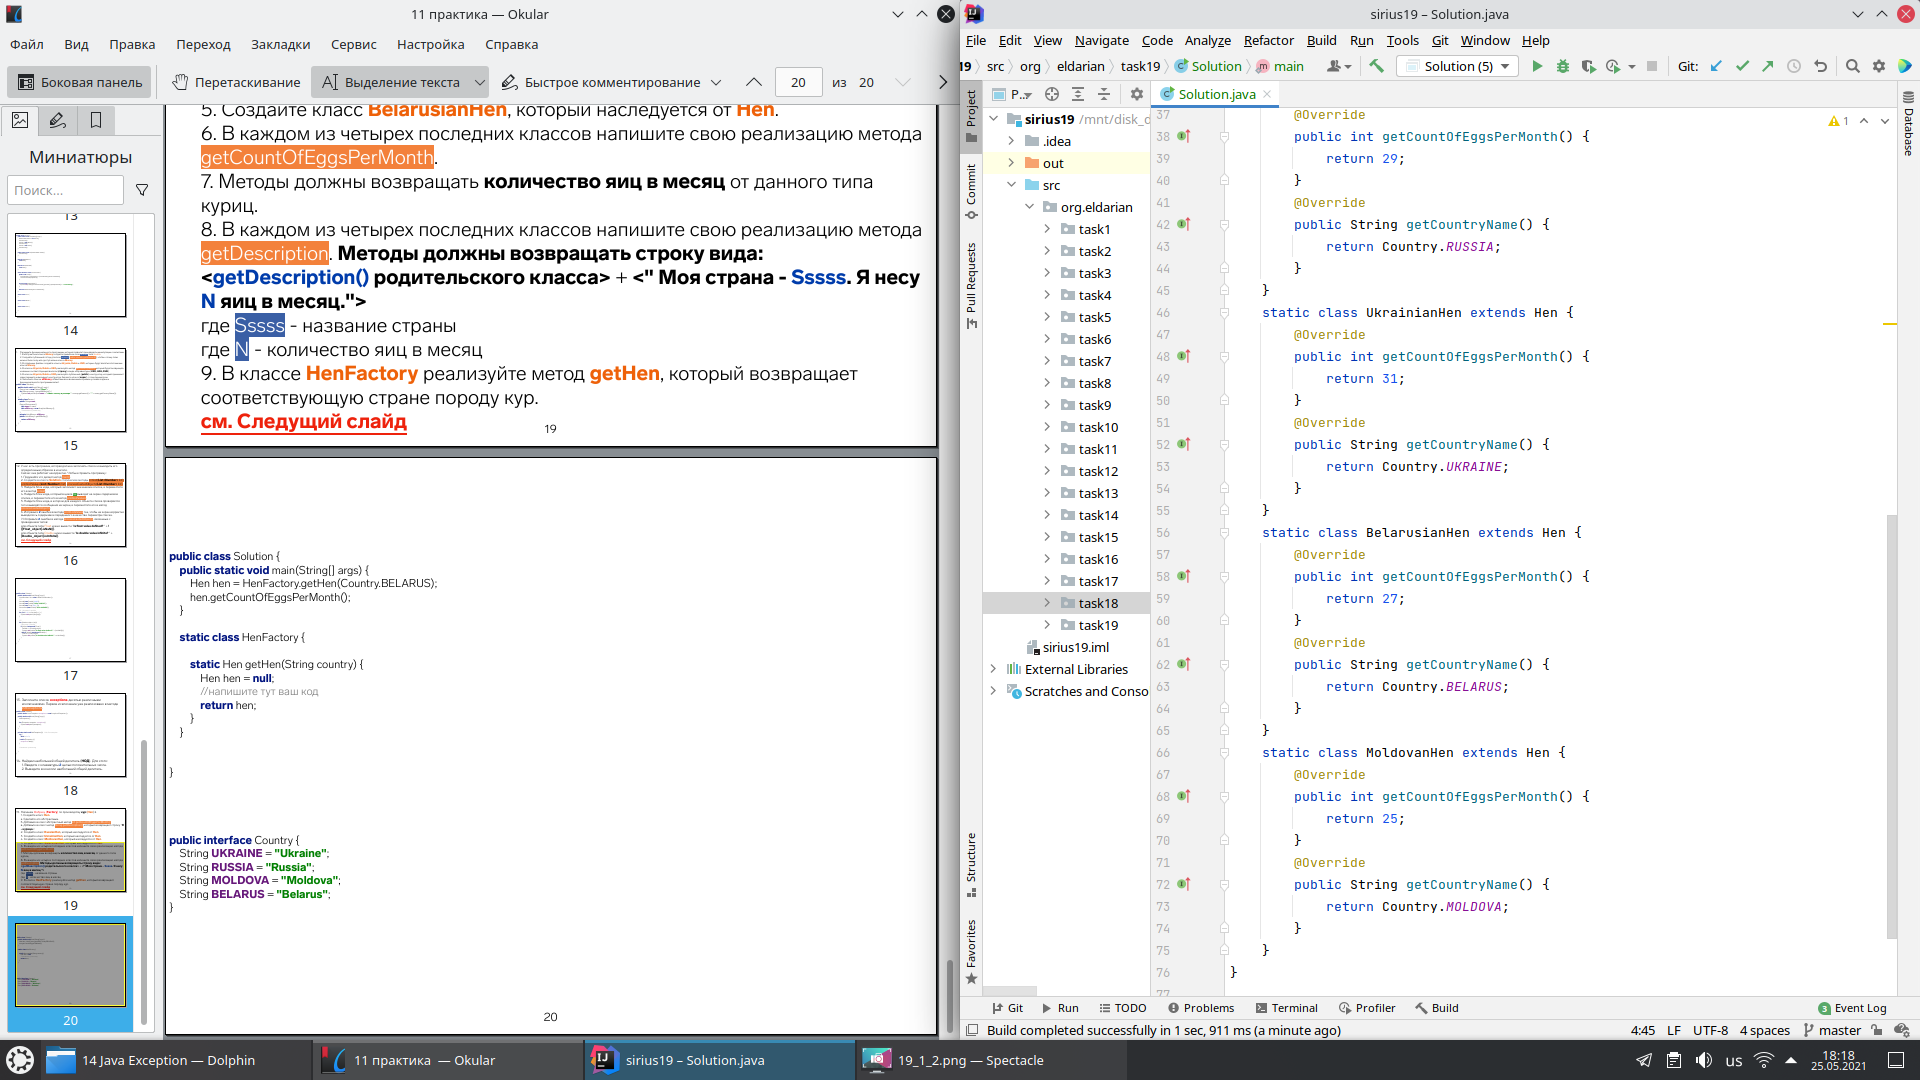 11 практика — Okular
Файл Вид Правка Переход Закладки Сервис Настройка Справка
Боковая панель Перетаскивание Выделение текста Быстрое комментирование 20 из 20
Миниатюры
Поиск...
13
14
15
16
17
18
19
20
5. Создайте класс BelarusianHen, который наследуется от Hen.
6. В каждом из четырех последних классов напишите свою реализацию метода
getCountOfEggsPerMonth.
7. Методы должны возвращать количество яиц в месяц от данного типа
куриц.
8. В каждом из четырех последних классов напишите свою реализацию метода
getDescription. Методы должны возвращать строку вида:
<getDescription() родительского класса> + <" Моя страна - Sssss. Я несу
N яиц в месяц.">
где Sssss - название страны
где N - количество яиц в месяц
9. В классе HenFactory реализуйте метод getHen, который возвращает
соответствующую стране породу кур.
см. Следущий слайд
19
public class Solution {
public static void main(String[] args) {
Hen hen = HenFactory.getHen(Country.BELARUS);
hen.getCountOfEggsPerMonth();
}
static class HenFactory {
static Hen getHen(String country) {
Hen hen = null;
//напишите тут ваш код
return hen;
}
}
}
public interface Country {
String UKRAINE = "Ukraine";
String RUSSIA = "Russia";
String MOLDOVA = "Moldova";
String BELARUS = "Belarus";
}
20
sirius19 – Solution.java
File Edit View Navigate Code Analyze Refactor Build Run Tools Git Window Help
19 src org eldarian task19 Solution main Solution (5) Git:
Project
Commit
Pull Requests
Structure
Favorites
P..
sirius19 /mnt/disk_d
.idea
out
src
org.eldarian
task1
task2
task3
task4
task5
task6
task7
task8
task9
task10
task11
task12
task13
task14
task15
task16
task17
task18
task19
sirius19.iml
External Libraries
Scratches and Conso
Solution.java
1
Database
37 @Override
38 public int getCountOfEggsPerMonth() {
39 return 29;
40 }
41 @Override
42 public String getCountryName() {
43 return Country.RUSSIA;
44 }
45 }
46 static class UkrainianHen extends Hen {
47 @Override
48 public int getCountOfEggsPerMonth() {
49 return 31;
50 }
51 @Override
52 public String getCountryName() {
53 return Country.UKRAINE;
54 }
55 }
56 static class BelarusianHen extends Hen {
57 @Override
58 public int getCountOfEggsPerMonth() {
59 return 27;
60 }
61 @Override
62 public String getCountryName() {
63 return Country.BELARUS;
64 }
65 }
66 static class MoldovanHen extends Hen {
67 @Override
68 public int getCountOfEggsPerMonth() {
69 return 25;
70 }
71 @Override
72 public String getCountryName() {
73 return Country.MOLDOVA;
74 }
75 }
76 }
77
Git Run TODO Problems Terminal Profiler Build 3 Event Log
Build completed successfully in 1 sec, 911 ms (a minute ago) 4:45 LF UTF-8 4 spaces master
14 Java Exception — Dolphin 11 практика — Okular sirius19 – Solution.java 19_1_2.png — Spectacle us 18:18
25.05.2021